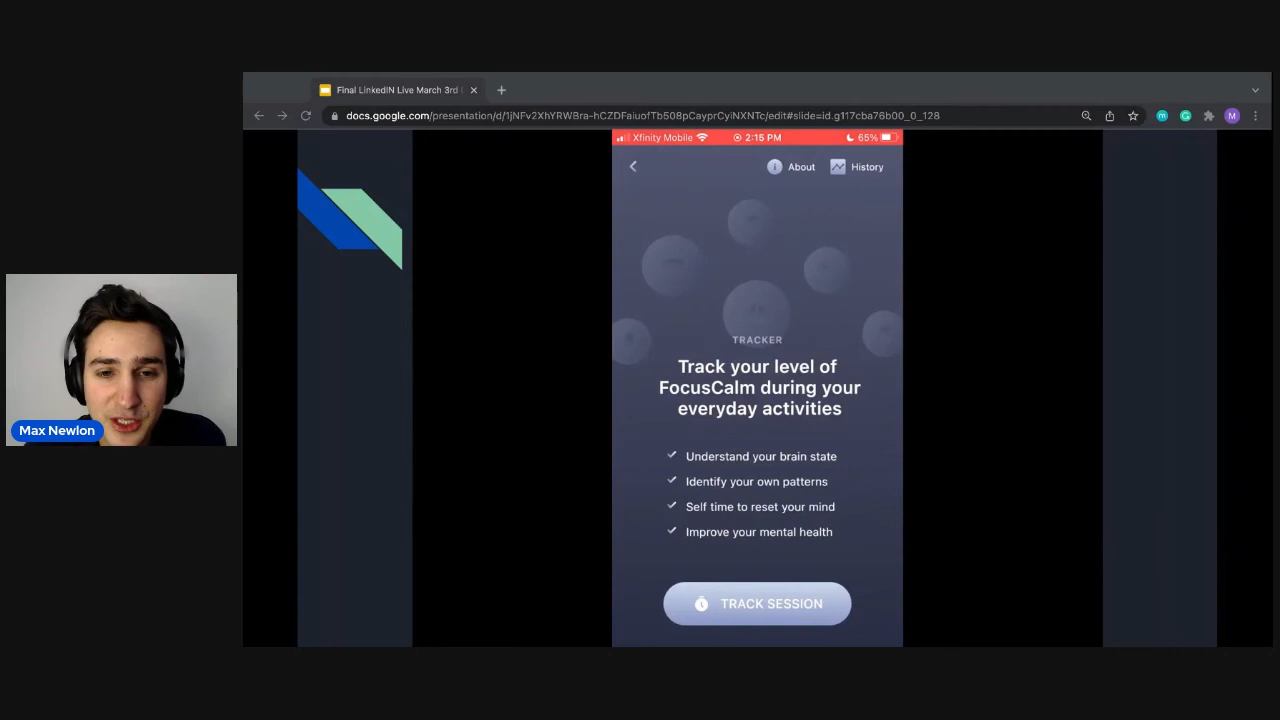 Final LinkedIN Live March 3rd
docs.google.com/presentation/d/1jNFv2XhYRWBra-hCZDFaiuofTb508pCayprCyiNXNTc/edit#slide=id.g117cba76b00_0_128
M
Xfinity Mobile
2:15 PM
65%
About
History
TRACKER
Track your level of
FocusCalm during your
everyday activities
Understand your brain state
Identify your own patterns
Self time to reset your mind
Improve your mental health
TRACK SESSION
Max Newlon